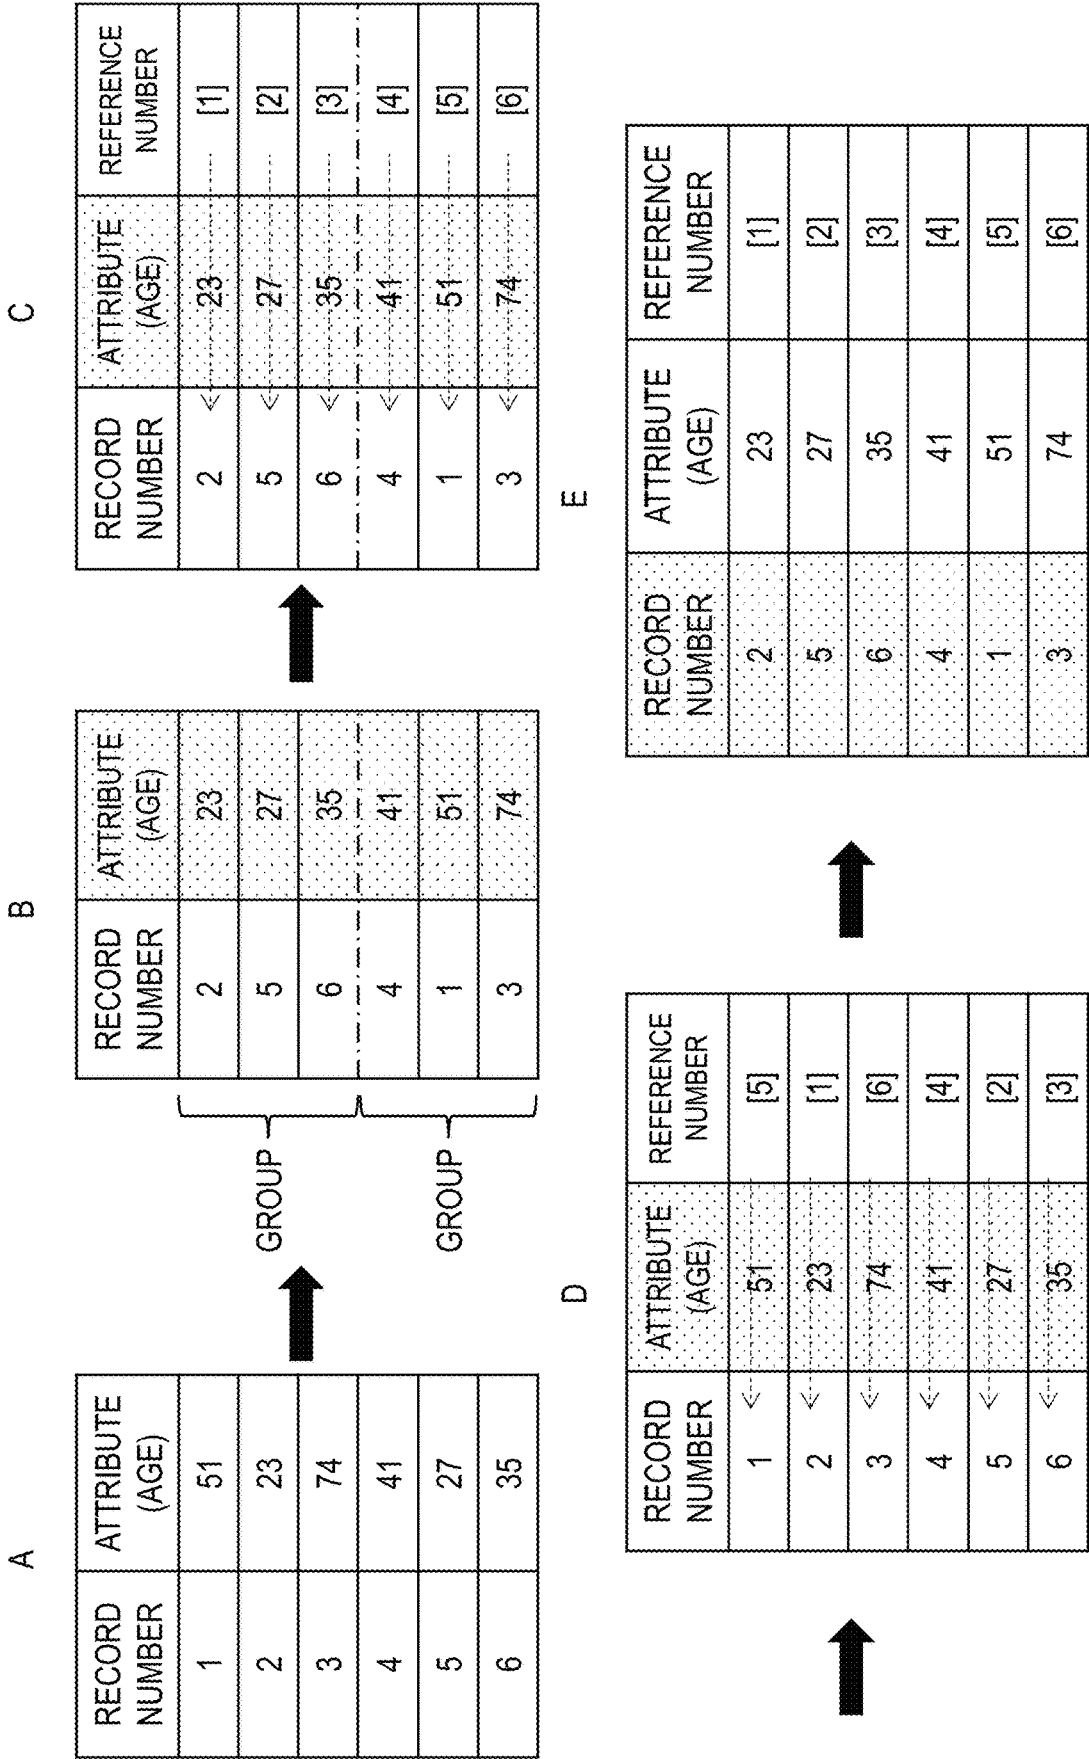 A
RECORD NUMBER ATTRIBUTE (AGE)
1 51
2 23
3 74
4 41
5 27
6 35
B
RECORD NUMBER ATTRIBUTE (AGE)
2 23
5 27
6 35
4 41
1 51
3 74
GROUP
GROUP
C
RECORD NUMBER ATTRIBUTE (AGE) REFERENCE NUMBER
2 23 [1]
5 27 [2]
6 35 [3]
4 41 [4]
1 51 [5]
3 74 [6]
D
RECORD NUMBER ATTRIBUTE (AGE) REFERENCE NUMBER
1 51 [5]
2 23 [1]
3 74 [6]
4 41 [4]
5 27 [2]
6 35 [3]
E
RECORD NUMBER ATTRIBUTE (AGE) REFERENCE NUMBER
2 23 [1]
5 27 [2]
6 35 [3]
4 41 [4]
1 51 [5]
3 74 [6]